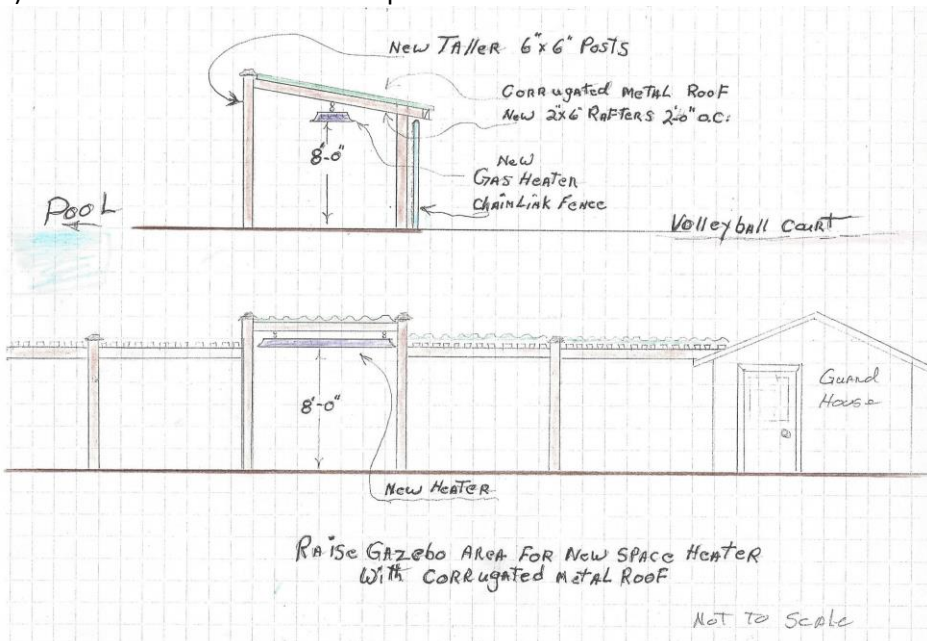 New TALLER 6"x6" Posts
CORRugated Metal Roof
New 2"x6" RAFTERS 2'-0" O.C.
8'-0"
New
GAS HeATeR
ChAinLink Fence
PooL
Volleyball Court
8'-0"
Guard
House
New HeATER
RAise GAZebo AReA FoR New SPACe HeATeR
With CORRugated MetAL RooF
NoT To ScALe